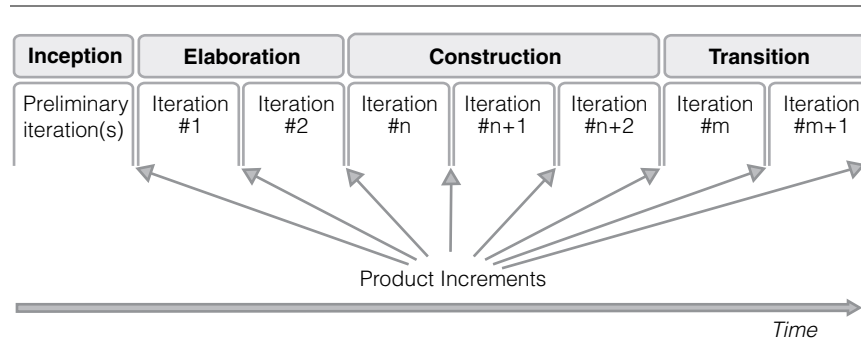 Inception Elaboration Construction Transition
Preliminary iteration(s)
Iteration #1
Iteration #2
Iteration #n
Iteration #n+1
Iteration #n+2
Iteration #m
Iteration #m+1
Product Increments
Time